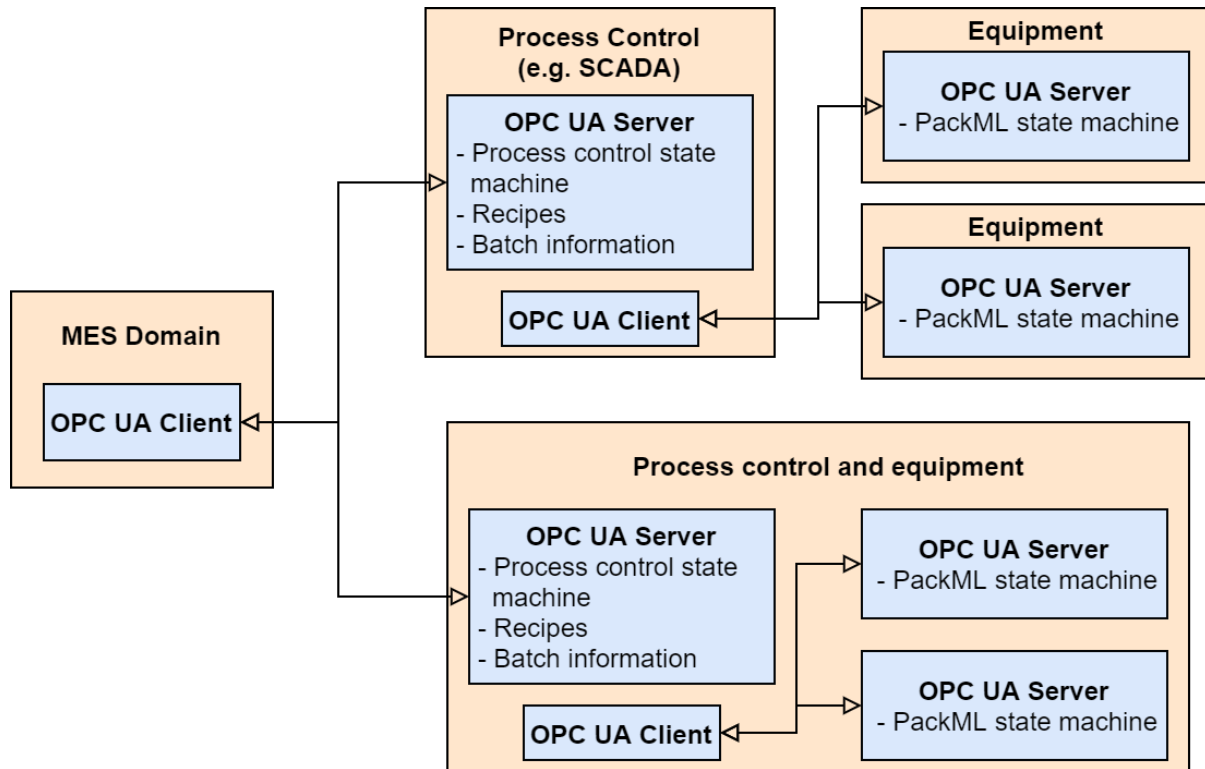 MES Domain
OPC UA Client
Process Control
(e.g. SCADA)
OPC UA Server
- Process control state
machine
- Recipes
- Batch information
OPC UA Client
Equipment
OPC UA Server
- PackML state machine
Equipment
OPC UA Server
- PackML state machine
Process control and equipment
OPC UA Server
- Process control state
machine
- Recipes
- Batch information
OPC UA Client
OPC UA Server
- PackML state machine
OPC UA Server
- PackML state machine